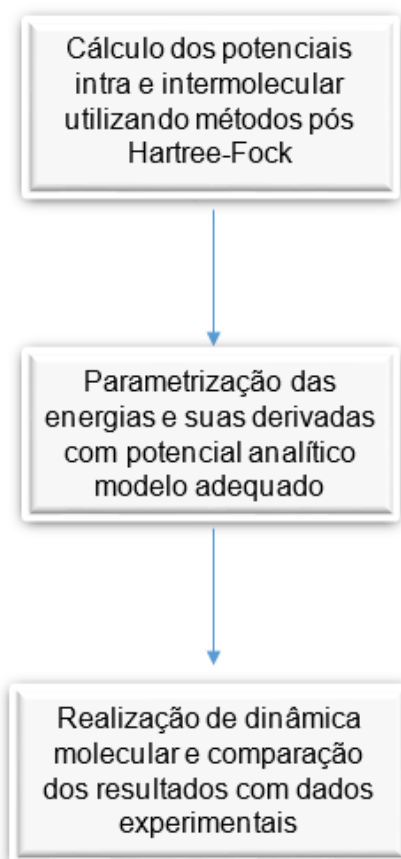 Cálculo dos potenciais
intra e intermolecular
utilizando métodos pós
Hartree-Fock
Parametrização das
energias e suas derivadas
com potencial analítico
modelo adequado
Realização de dinâmica
molecular e comparação
dos resultados com dados
experimentais